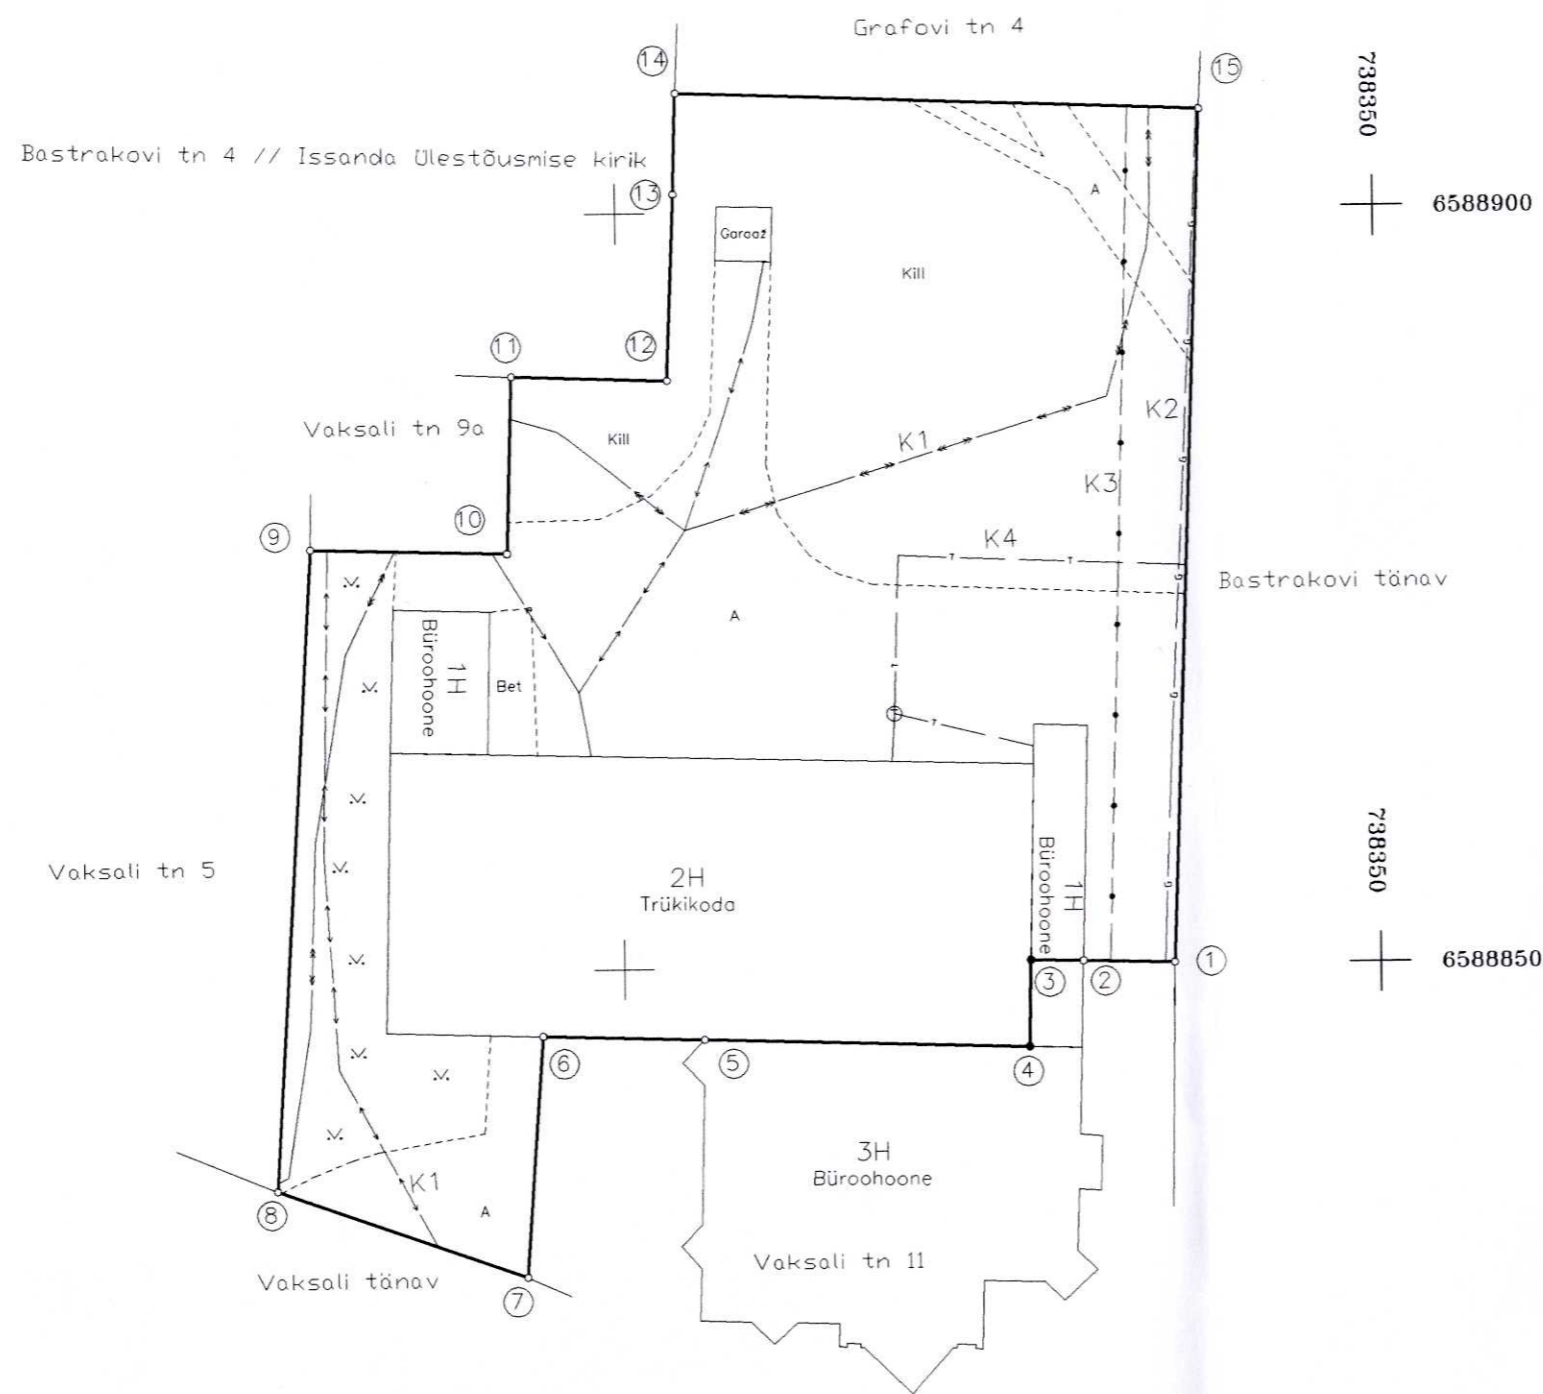 Grafovi tn 4
14
15
738350
Bastrakovi tn 4 // Issanda Ülestõusmise kirik
13
A
6588900
Garaaž
Kill
11
12
K2
Vaksali tn 9a
Kill
K1
K3
10
9
K4
Bastrakovi tänav
A
1H
Büroohoone
Bet
T
738350
Vaksali tn 5
2H
Trükikoda
1H
Büroohoone
6588850
3
2
1
6
5
4
3H
Büroohoone
K1
A
8
Vaksali tn 11
Vaksali tänav
7